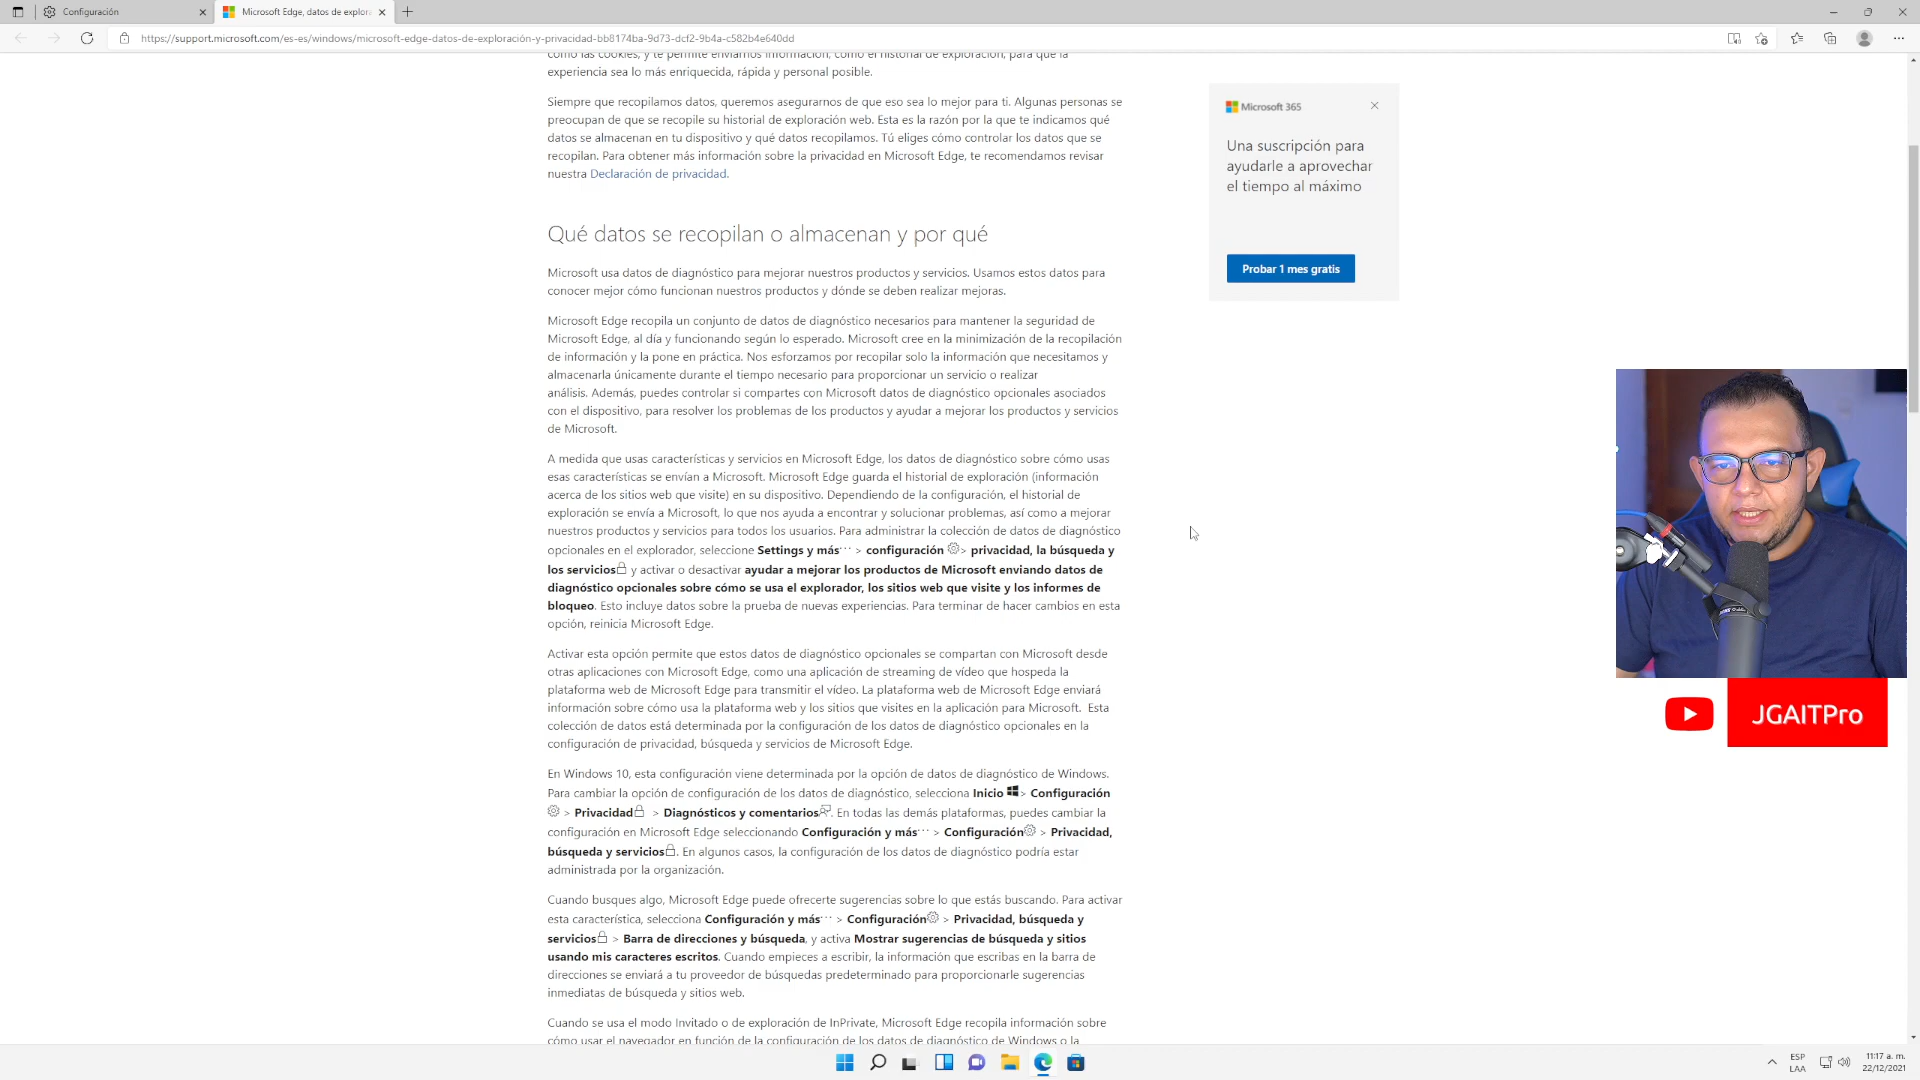 Configuración
Microsoft Edge, datos de explor
https://support.microsoft.com/es-es/windows/microsoft-edge-datos-de-exploración-y-privacidad-bb8174ba-9d73-dcf2-9b4a-c582b4e640dd
como las cookies, y te permite enviarnos información, como el historial de exploración, para que la
experiencia sea lo más enriquecida, rápida y personal posible.
Siempre que recopilamos datos, queremos asegurarnos de que eso sea lo mejor para ti. Algunas personas se
preocupan de que se recopile su historial de exploración web. Esta es la razón por la que te indicamos qué
datos se almacenan en tu dispositivo y qué datos recopilamos. Tú eliges cómo controlar los datos que se
recopilan. Para obtener más información sobre la privacidad en Microsoft Edge, te recomendamos revisar
nuestra Declaración de privacidad.
Microsoft 365
Una suscripción para
ayudarle a aprovechar
el tiempo al máximo
Probar 1 mes gratis
Qué datos se recopilan o almacenan y por qué
Microsoft usa datos de diagnóstico para mejorar nuestros productos y servicios. Usamos estos datos para
conocer mejor cómo funcionan nuestros productos y dónde se deben realizar mejoras.
Microsoft Edge recopila un conjunto de datos de diagnóstico necesarios para mantener la seguridad de
Microsoft Edge, al día y funcionando según lo esperado. Microsoft cree en la minimización de la recopilación
de información y la pone en práctica. Nos esforzamos por recopilar solo la información que necesitamos y
almacenarla únicamente durante el tiempo necesario para proporcionar un servicio o realizar
análisis. Además, puedes controlar si compartes con Microsoft datos de diagnóstico opcionales asociados
con el dispositivo, para resolver los problemas de los productos y ayudar a mejorar los productos y servicios
de Microsoft.
A medida que usas características y servicios en Microsoft Edge, los datos de diagnóstico sobre cómo usas
esas características se envían a Microsoft. Microsoft Edge guarda el historial de exploración (información
acerca de los sitios web que visite) en su dispositivo. Dependiendo de la configuración, el historial de
exploración se envía a Microsoft, lo que nos ayuda a encontrar y solucionar problemas, así como a mejorar
nuestros productos y servicios para todos los usuarios. Para administrar la colección de datos de diagnóstico
opcionales en el explorador, seleccione Settings y más > configuración > privacidad, la búsqueda y
los servicios y activar o desactivar ayudar a mejorar los productos de Microsoft enviando datos de
diagnóstico opcionales sobre cómo se usa el explorador, los sitios web que visite y los informes de
bloqueo. Esto incluye datos sobre la prueba de nuevas experiencias. Para terminar de hacer cambios en esta
opción, reinicia Microsoft Edge.
Activar esta opción permite que estos datos de diagnóstico opcionales se compartan con Microsoft desde
otras aplicaciones con Microsoft Edge, como una aplicación de streaming de vídeo que hospeda la
plataforma web de Microsoft Edge para transmitir el vídeo. La plataforma web de Microsoft Edge enviará
información sobre cómo usa la plataforma web y los sitios que visites en la aplicación para Microsoft. Esta
colección de datos está determinada por la configuración de los datos de diagnóstico opcionales en la
configuración de privacidad, búsqueda y servicios de Microsoft Edge.
En Windows 10, esta configuración viene determinada por la opción de datos de diagnóstico de Windows.
Para cambiar la opción de configuración de los datos de diagnóstico, selecciona Inicio > Configuración
> Privacidad > Diagnósticos y comentarios. En todas las demás plataformas, puedes cambiar la
configuración en Microsoft Edge seleccionando Configuración y más > Configuración > Privacidad,
búsqueda y servicios. En algunos casos, la configuración de los datos de diagnóstico podría estar
administrada por la organización.
Cuando busques algo, Microsoft Edge puede ofrecerte sugerencias sobre lo que estás buscando. Para activar
esta característica, selecciona Configuración y más > Configuración > Privacidad, búsqueda y
servicios > Barra de direcciones y búsqueda, y activa Mostrar sugerencias de búsqueda y sitios
usando mis caracteres escritos. Cuando empieces a escribir, la información que escribas en la barra de
direcciones se enviará a tu proveedor de búsquedas predeterminado para proporcionarle sugerencias
inmediatas de búsqueda y sitios web.
Cuando se usa el modo Invitado o de exploración de InPrivate, Microsoft Edge recopila información sobre
cómo usar el navegador en función de la configuración de los datos de diagnóstico de Windows o la
JGAITPro
ESP
LAA
11:17 a. m.
22/12/2021